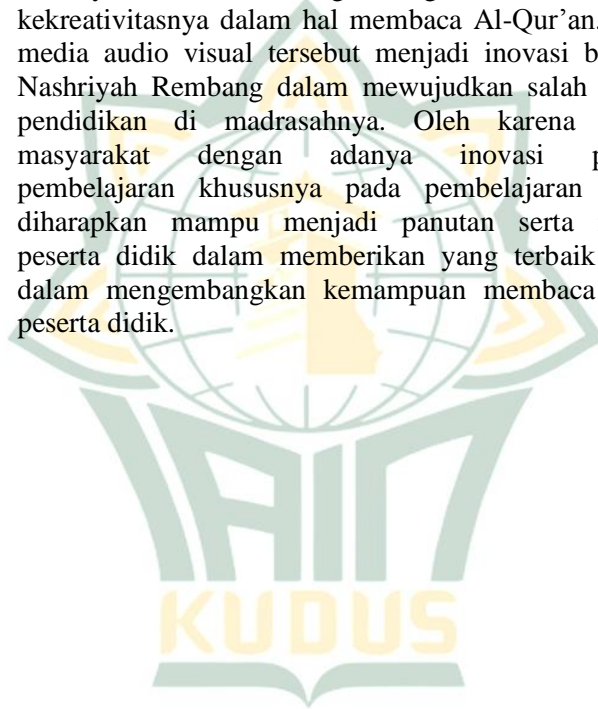 kekreativitasnya dalam hal membaca Al-Qur'an.
media audio visual tersebut menjadi inovasi b
Nashriyah Rembang dalam mewujudkan salah
pendidikan di madrasahnya. Oleh karena
masyarakat dengan adanya inovasi p
pembelajaran khususnya pada pembelajaran
diharapkan mampu menjadi panutan serta
peserta didik dalam memberikan yang terbaik
dalam mengembangkan kemampuan membaca
peserta didik.
IAIN
KUDUS